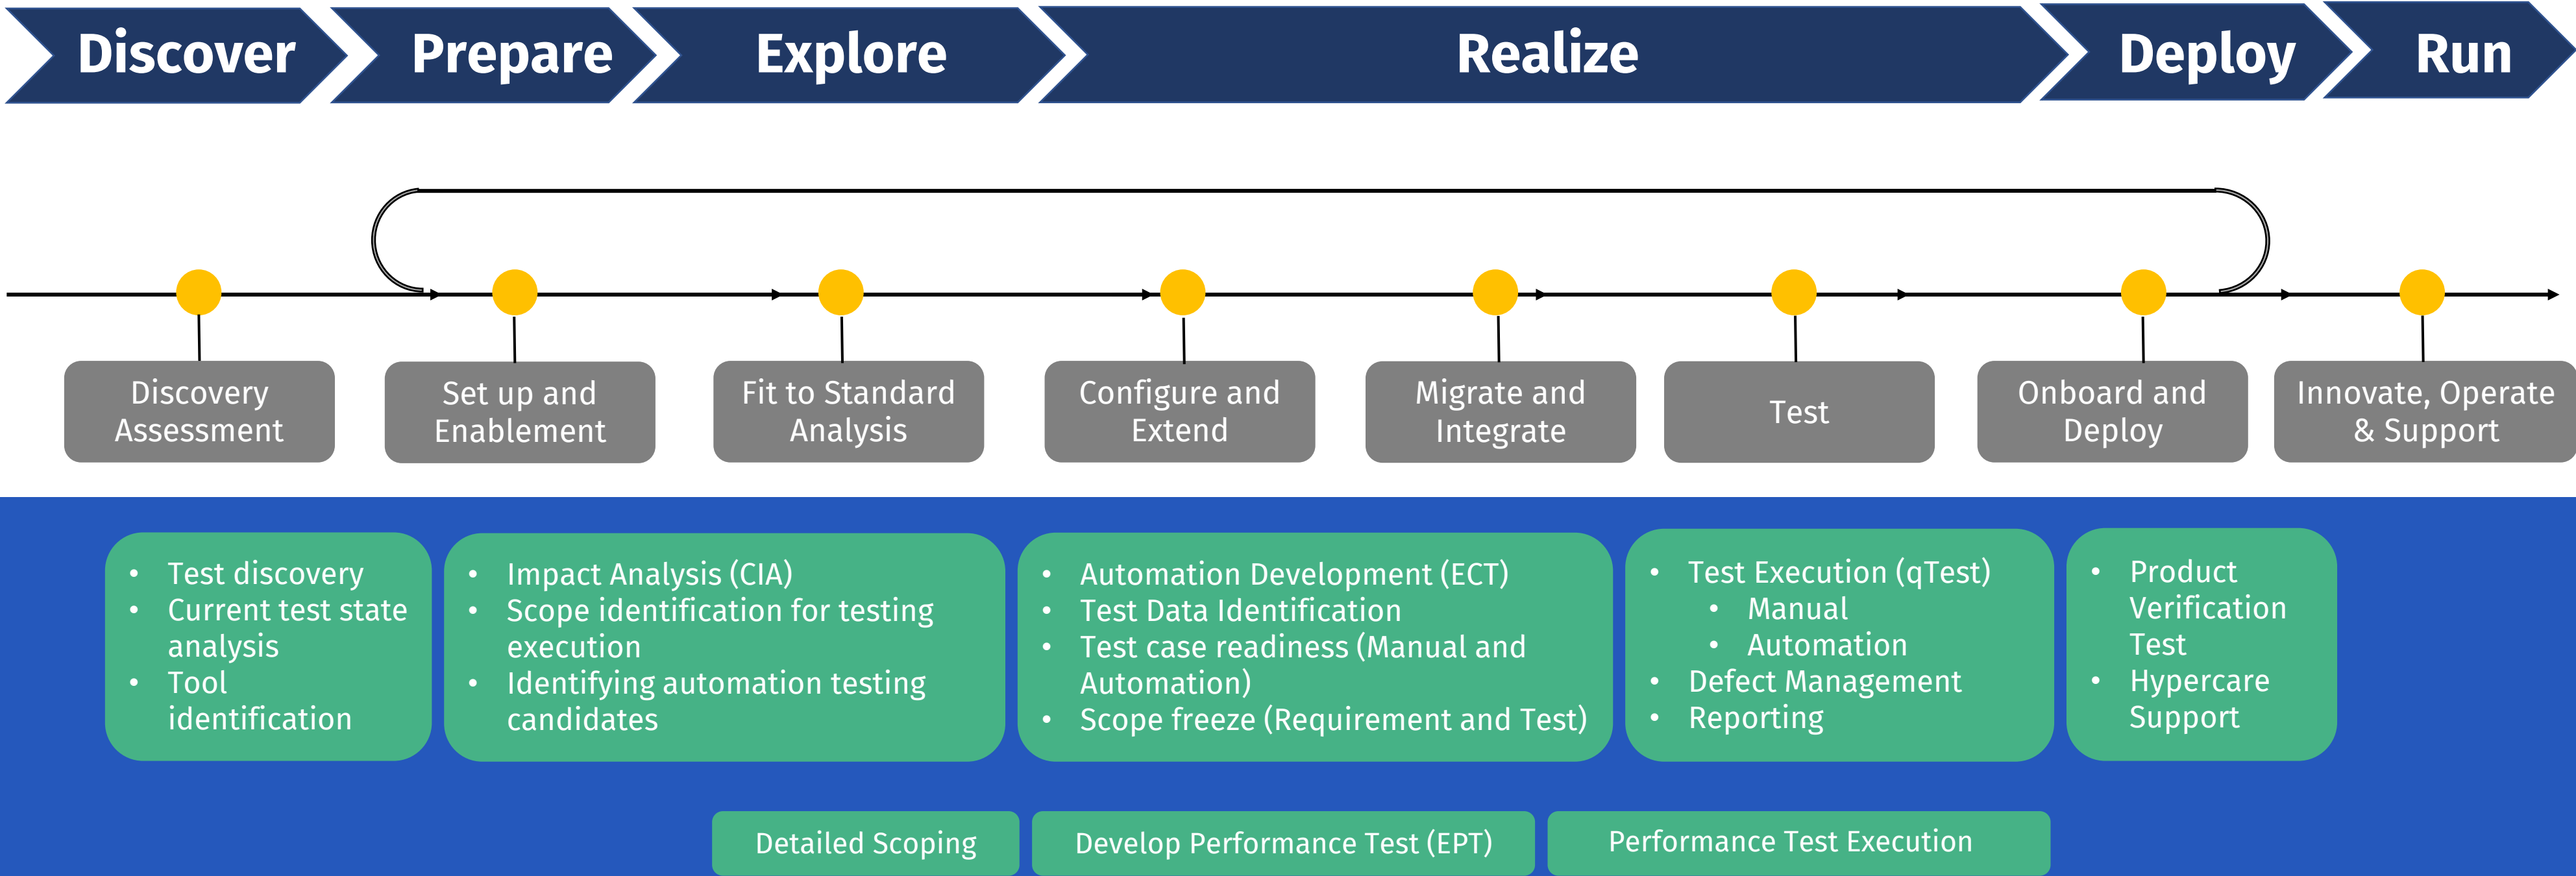 Discover
Prepare
Explore
Realize
Deploy
Run
Discovery
Assessment
Set up and
Enablement
Fit to Standard
Analysis
Configure and
Extend
Migrate and
Integrate
Test
Onboard and
Deploy
Innovate, Operate
& Support
• Test discovery
• Current test state
analysis
• Tool
identification
• Impact Analysis (CIA)
• Scope identification for testing
execution
• Identifying automation testing
candidates
• Automation Development (ECT)
• Test Data Identification
• Test case readiness (Manual and
Automation)
• Scope freeze (Requirement and Test)
• Test Execution (qTest)
• Manual
• Automation
• Defect Management
• Reporting
• Product
Verification
Test
• Hypercare
Support
Detailed Scoping
Develop Performance Test (EPT)
Performance Test Execution